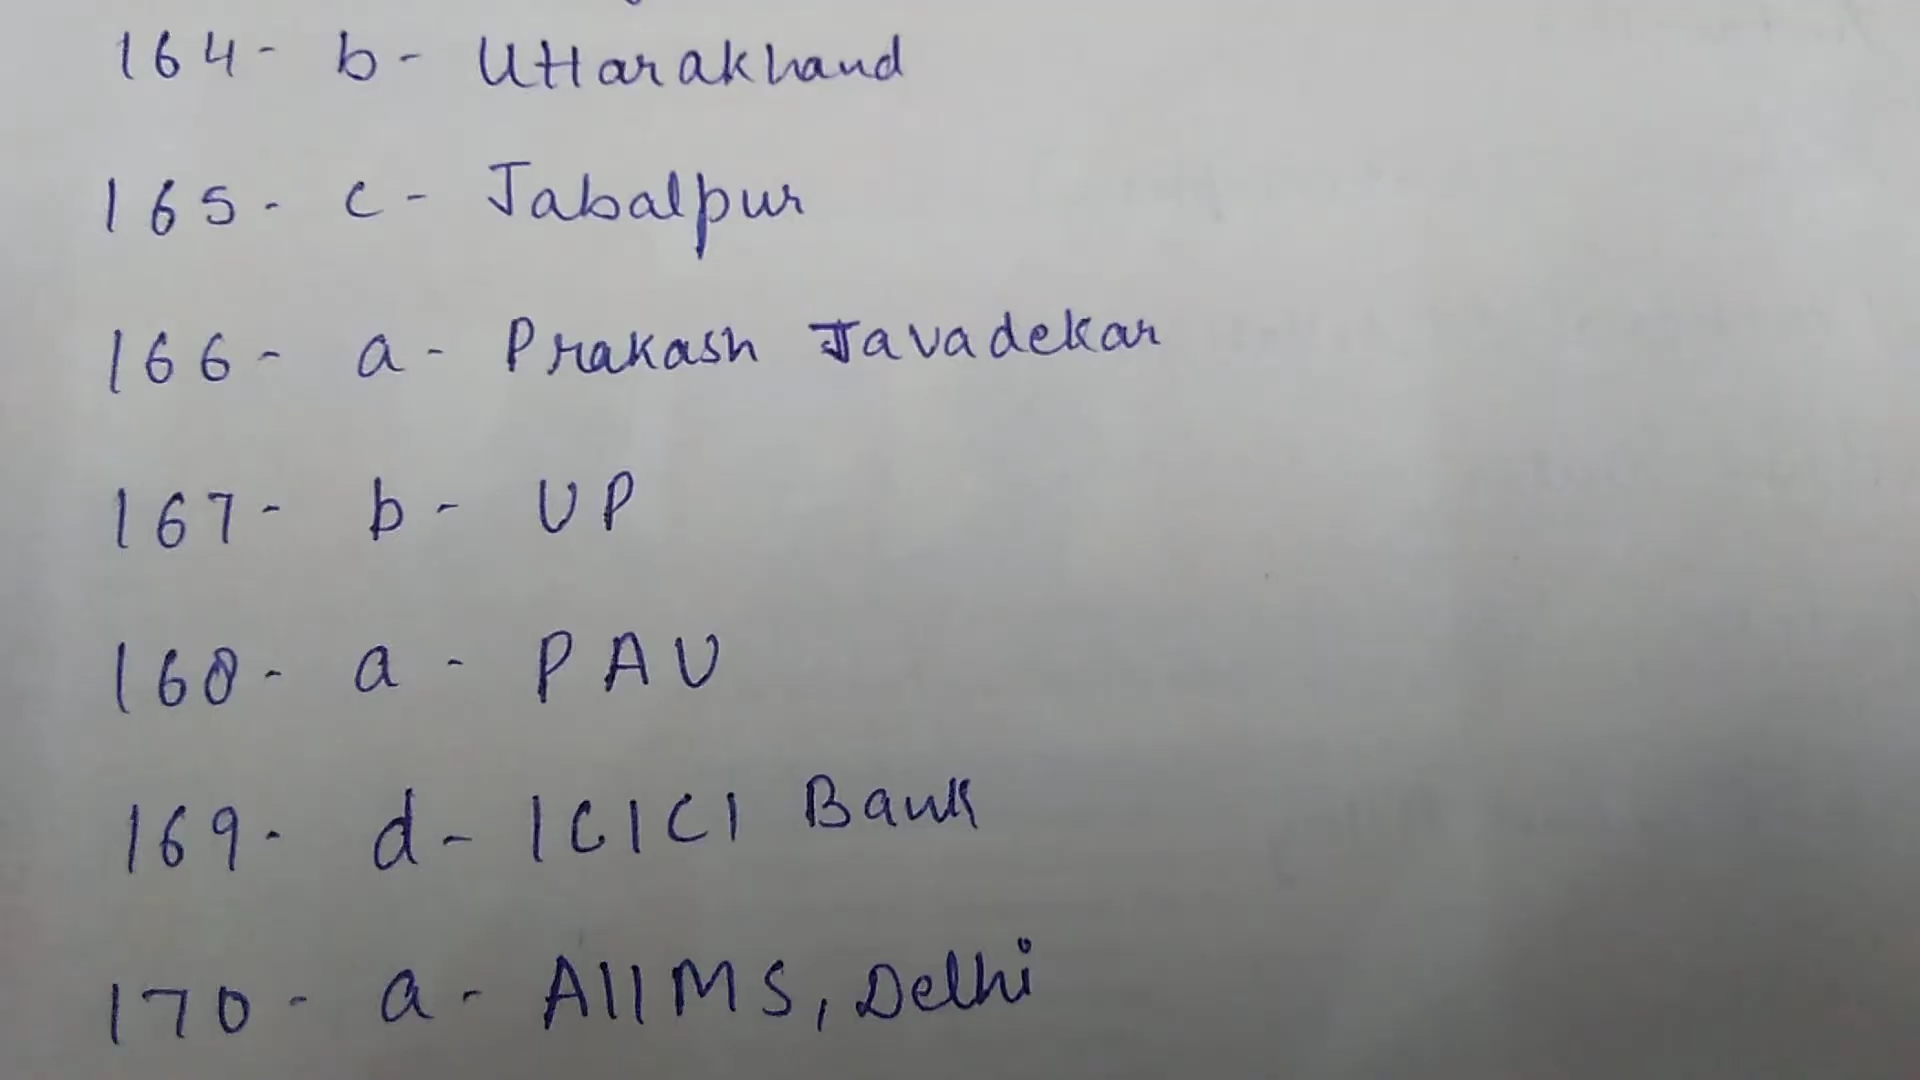 164- b- Uttarakhand
165- c- Jabalpur
166- a- Prakash Javadekar
167- b- UP
168- a- PAU
169- d- ICICI Bank
170- a- AIIMS, Delhi